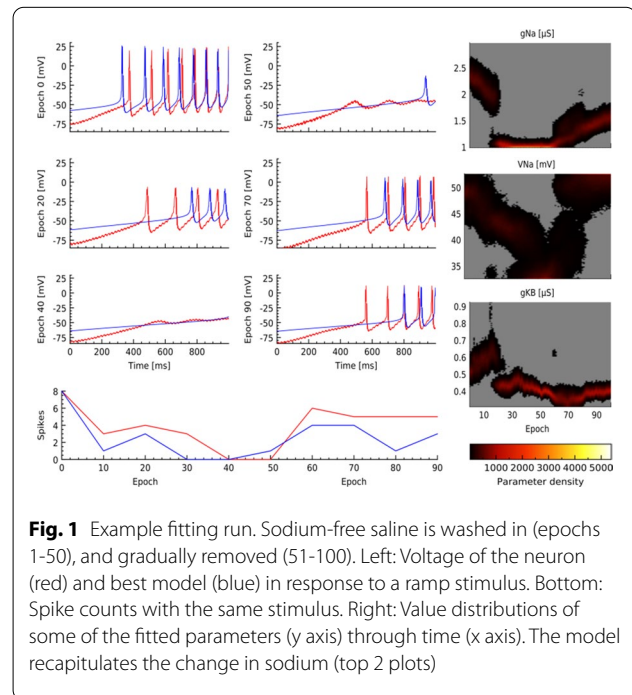 gNa [µS]
Epoch 0 [mV]
25
0
-25
-50
-75
Epoch 50 [mV]
25
0
-25
-50
-75
2.5
2
1.5
1
Epoch 20 [mV]
25
0
-25
-50
-75
Epoch 70 [mV]
25
0
-25
-50
-75
VNa [mV]
50
45
40
35
Epoch 40 [mV]
25
0
-25
-50
-75
0 200 400 600 800
Time [ms]
Epoch 90 [mV]
25
0
-25
-50
-75
0 200 400 600 800
Time [ms]
gKB [µS]
0.9
0.8
0.7
0.6
0.5
0.4
10 30 50 70 90
Epoch
Spikes
8
6
4
2
0
0 10 20 30 40 50 60 70 80 90
Epoch
1000 2000 3000 4000 5000
Parameter density
Fig. 1 Example fitting run. Sodium-free saline is washed in (epochs
1-50), and gradually removed (51-100). Left: Voltage of the neuron
(red) and best model (blue) in response to a ramp stimulus. Bottom:
Spike counts with the same stimulus. Right: Value distributions of
some of the fitted parameters (y axis) through time (x axis). The model
recapitulates the change in sodium (top 2 plots)